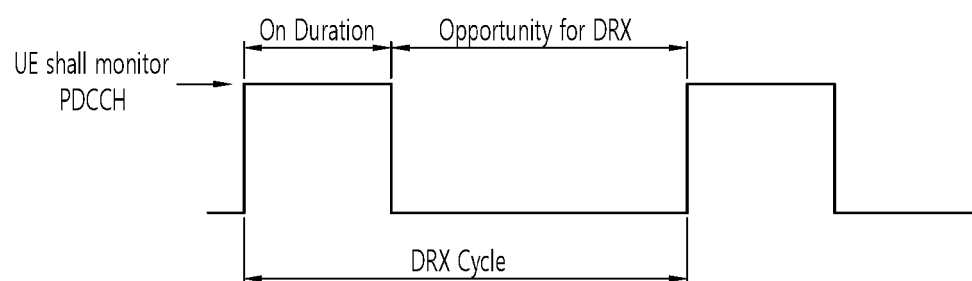 On Duration
Opportunity for DRX
UE shall monitor
PDCCH
DRX Cycle